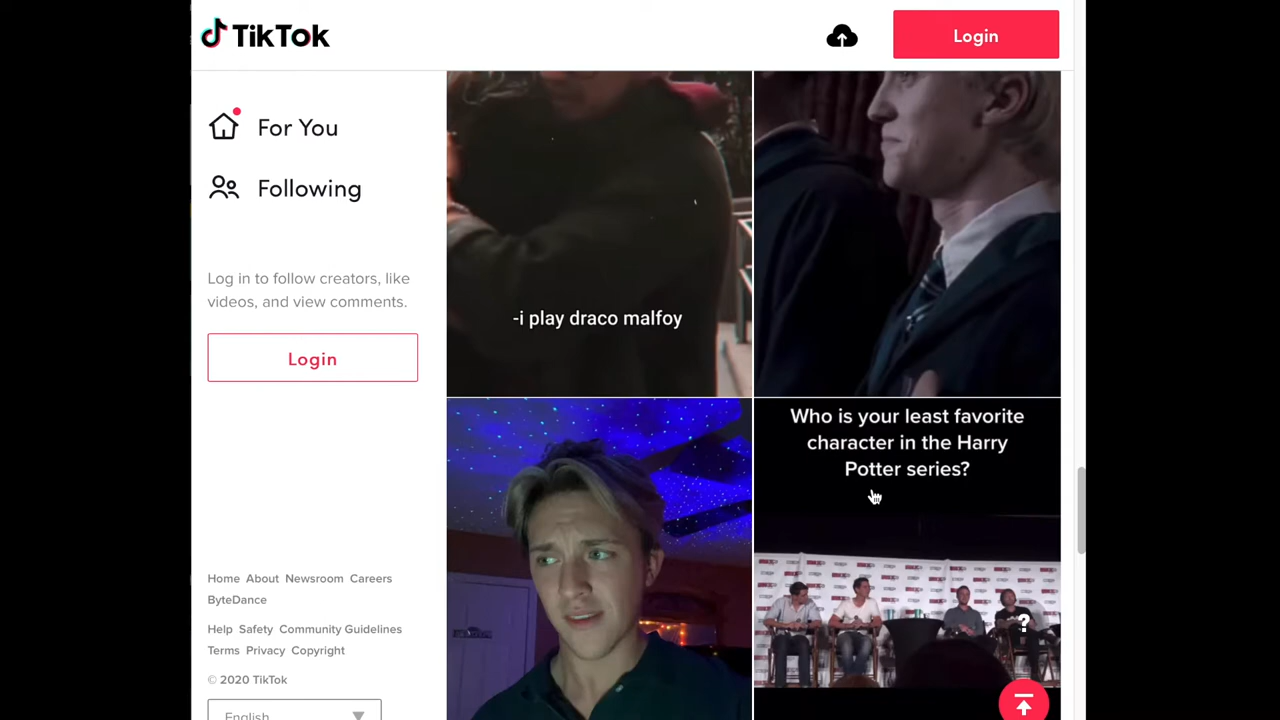 TikTok
Login
For You
Following
Log in to follow creators, like
videos, and view comments.
Login
-i play draco malfoy
Who is your least favorite
character in the Harry
Potter series?
?
Home About Newsroom Careers
ByteDance
Help Safety Community Guidelines
Terms Privacy Copyright
© 2020 TikTok
English